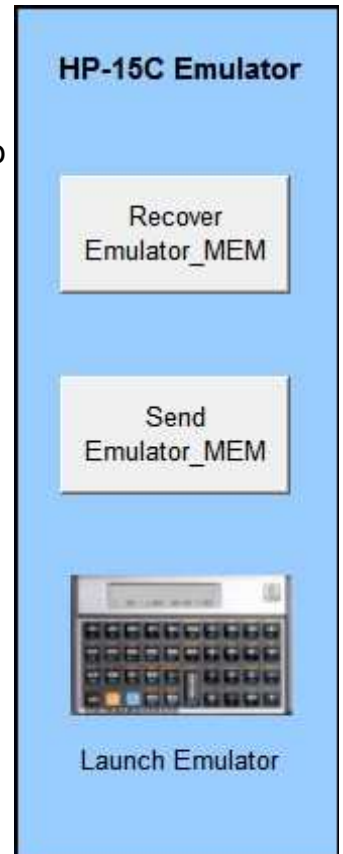 HP-15C Emulator
o
Recover
Emulator_MEM
Send
Emulator_MEM
Launch Emulator